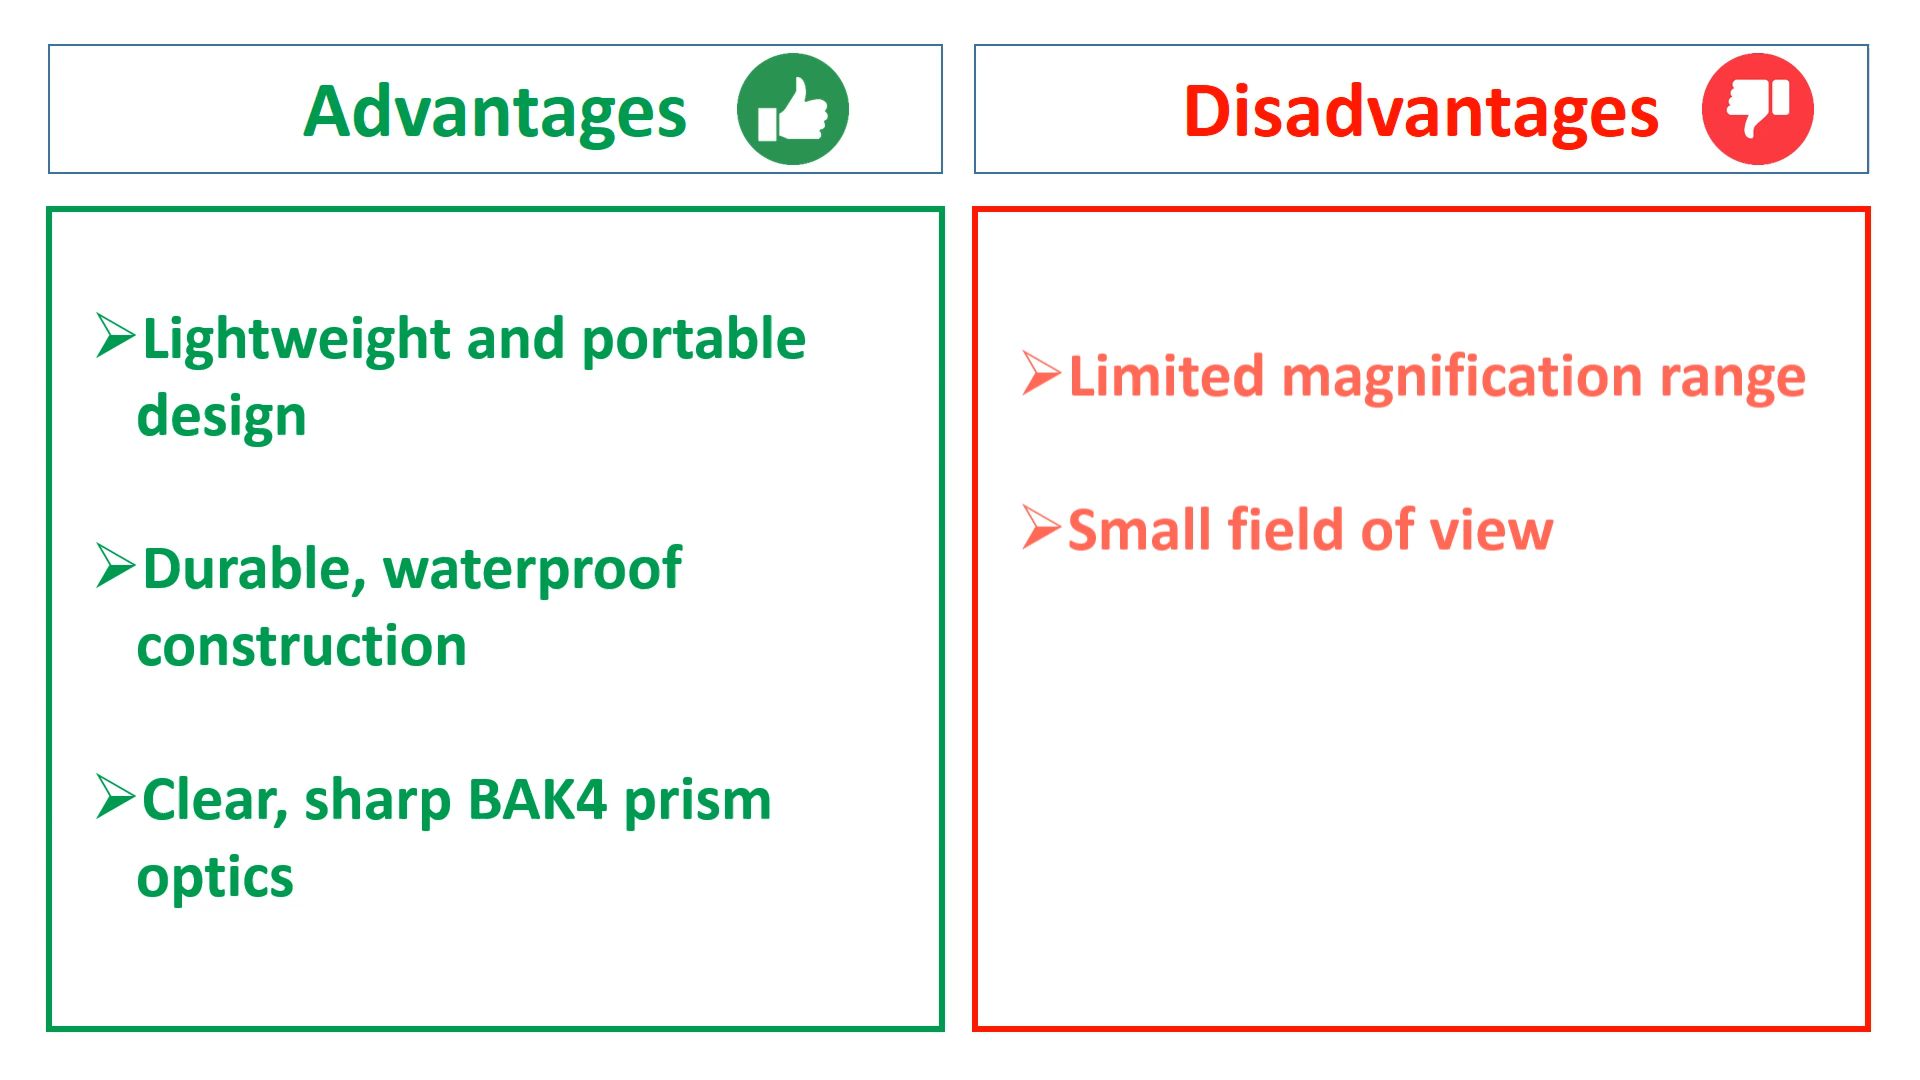 Advantages
Disadvantages
Lightweight and portable
design
Durable, waterproof
construction
Clear, sharp BAK4 prism
optics
Limited magnification range
Small field of view